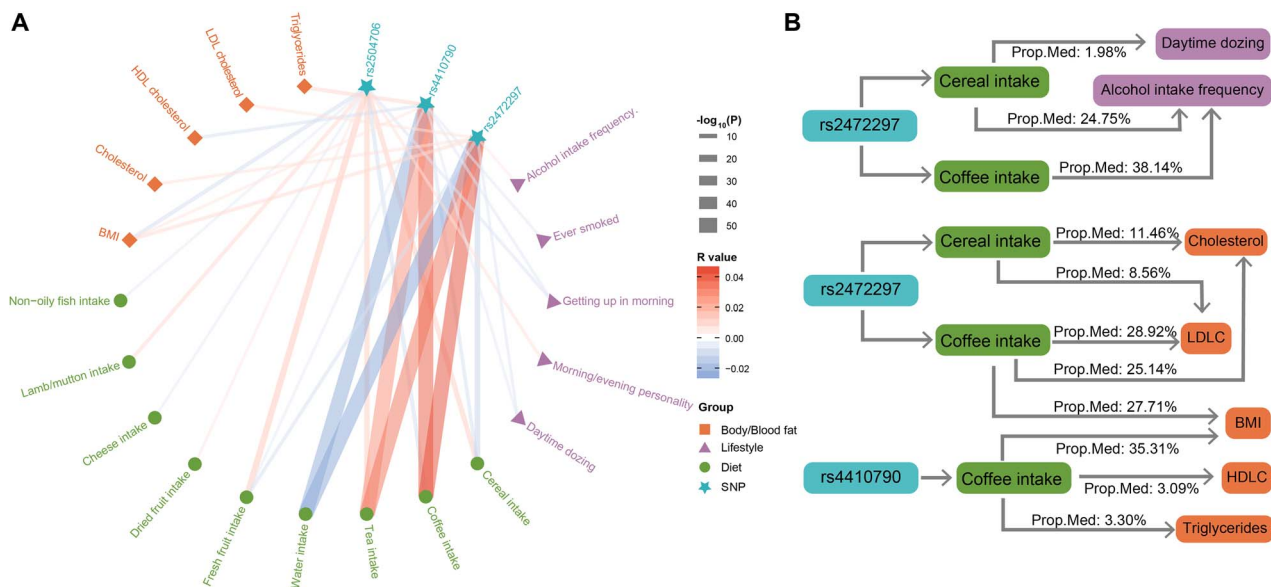 A
Triglycerides
LDL cholesterol
HDL cholesterol
Cholesterol
BMI
Non-oily fish intake
Lamb/mutton intake
Cheese intake
Dried fruit intake
Fresh fruit intake
Water intake
Tea intake
Coffee intake
Cereal intake
Daytime dozing
Morning/evening personality
Getting up in morning
Ever smoked
Alcohol intake frequency.
rs2472297
rs4410790
rs2504706
-log10(P)
10
20
30
40
50
R value
0.04
0.02
0.00
−0.02
Group
Body/Blood fat
Lifestyle
Diet
SNP
B
Daytime dozing
Prop.Med: 1.98%
Cereal intake
Alcohol intake frequency
rs2472297
Prop.Med: 24.75%
Coffee intake
Prop.Med: 38.14%
Cereal intake
Prop.Med: 11.46%
Cholesterol
Prop.Med: 8.56%
rs2472297
Coffee intake
Prop.Med: 28.92%
LDLC
Prop.Med: 25.14%
Prop.Med: 27.71%
BMI
Prop.Med: 35.31%
rs4410790
Coffee intake
HDLC
Prop.Med: 3.09%
Prop.Med: 3.30%
Triglycerides